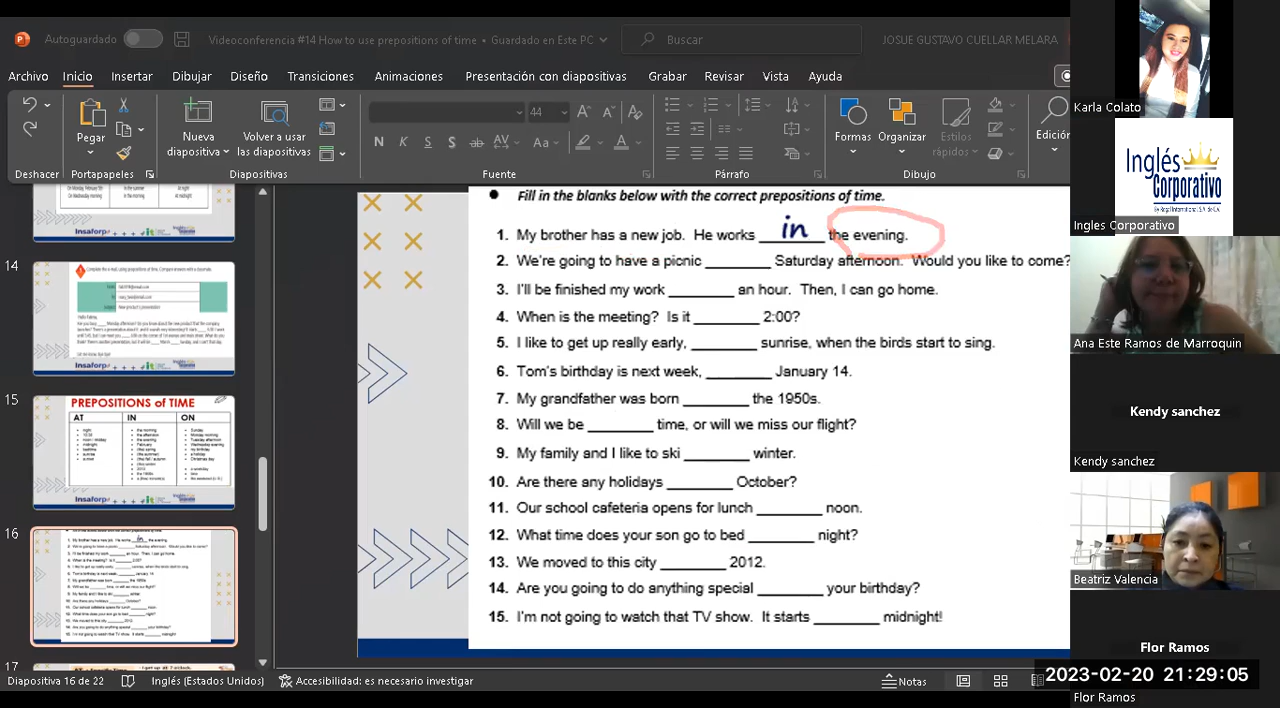 Autoguardado
Videoconferencia #14 How to use prepositions of time • Guardado en Este PC
Buscar
JOSUE GUSTAVO CUELLAR MELARA
Archivo Inicio Insertar Dibujar Diseño Transiciones Animaciones Presentación con diapositivas Grabar Revisar Vista Ayuda
44
Pegar
Nueva diapositiva
Volver a usar las diapositivas
N K S S ab AV Aa A
Formas
Organizar
Estilos rápidos
Edición
Deshacer Portapapeles Diapositivas Fuente Párrafo Dibujo
14
15
PREPOSITIONS of TIME
AT IN ON
16
17
Insaforp
• Fill in the blanks below with the correct prepositions of time.
1. My brother has a new job. He works in the evening.
2. We're going to have a picnic ________ Saturday afternoon. Would you like to come?
3. I'll be finished my work ________ an hour. Then, I can go home.
4. When is the meeting? Is it ________ 2:00?
5. I like to get up really early, ________ sunrise, when the birds start to sing.
6. Tom's birthday is next week, ________ January 14.
7. My grandfather was born ________ the 1950s.
8. Will we be ________ time, or will we miss our flight?
9. My family and I like to ski ________ winter.
10. Are there any holidays ________ October?
11. Our school cafeteria opens for lunch ________ noon.
12. What time does your son go to bed ________ night?
13. We moved to this city ________ 2012.
14. Are you going to do anything special ________ your birthday?
15. I'm not going to watch that TV show. It starts ________ midnight!
Diapositiva 16 de 22
Inglés (Estados Unidos)
Accesibilidad: es necesario investigar
Notas
Karla Colato
Inglés
Corporativo
Ingles Corporativo
Ana Este Ramos de Marroquin
Kendy sanchez
Kendy sanchez
Beatriz Valencia
Flor Ramos
2023-02-20 21:29:05
Flor Ramos